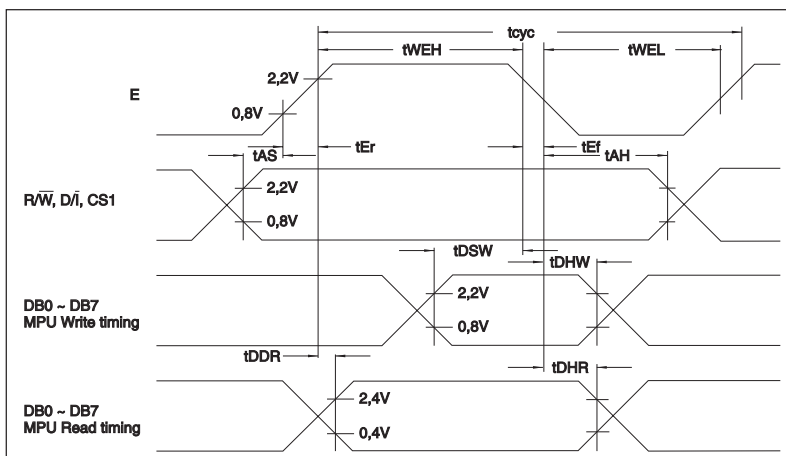 tcyc
tWEH
tWEL
2,2V
E
0,8V
tEr
tEf
tAS
tAH
R/W̅, D/I̅, CS1
2,2V
0,8V
tDSW
tDHW
DB0 ~ DB7
MPU Write timing
2,2V
0,8V
tDDR
tDHR
DB0 ~ DB7
MPU Read timing
2,4V
0,4V